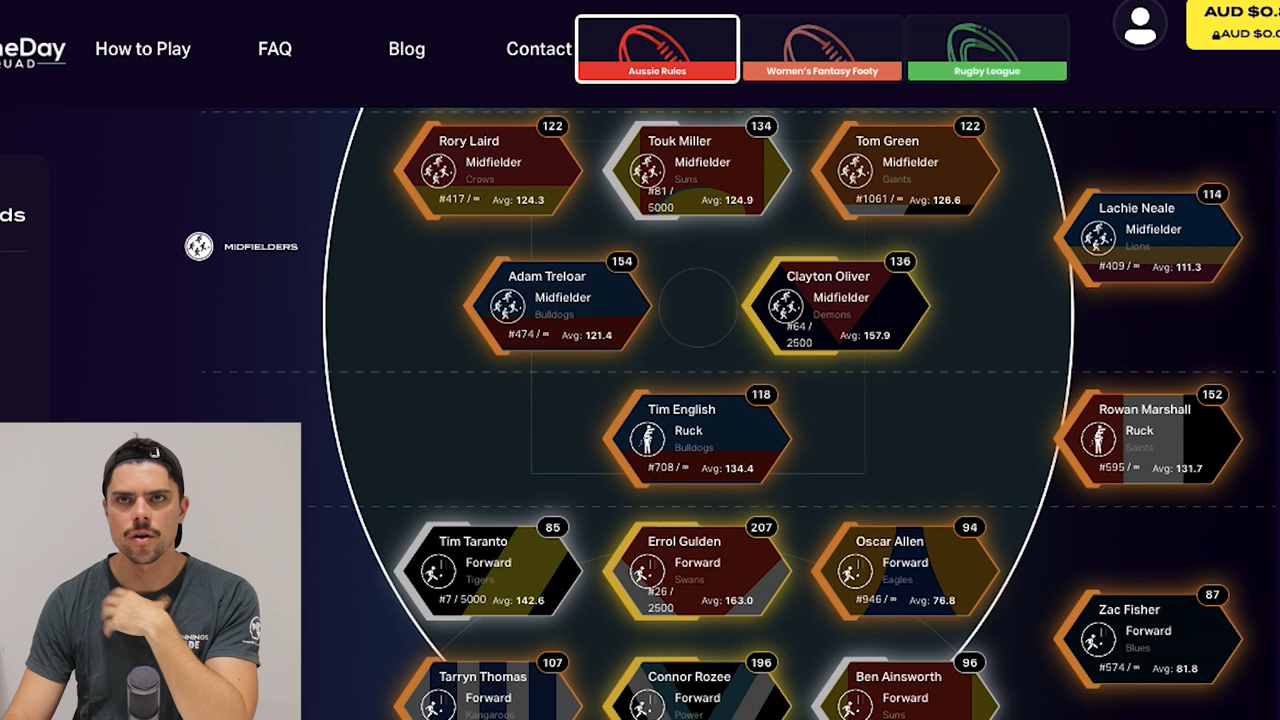 How to Play
FAQ
Blog
Contact
Aussie Rules
Women's Fantasy Footy
Rugby League
AUD $0.
AUD $0.0
eDay
UAD
ds
MIDFIELDERS
122
Rory Laird
Midfielder
Crows
#417 / ∞ Avg: 124.3
134
Touk Miller
Midfielder
Suns
#81 /
5000
Avg: 124.9
122
Tom Green
Midfielder
Giants
#1061 / ∞ Avg: 126.6
114
Lachie Neale
Midfielder
Lions
#409 / ∞ Avg: 111.3
154
Adam Treloar
Midfielder
Bulldogs
#474 / ∞ Avg: 121.4
136
Clayton Oliver
Midfielder
Demons
#64 /
2500
Avg: 157.9
118
Tim English
Ruck
Bulldogs
#708 / ∞ Avg: 134.4
152
Rowan Marshall
Ruck
Saints
#595 / ∞ Avg: 131.7
85
Tim Taranto
Forward
Tigers
#7 / 5000 Avg: 142.6
207
Errol Gulden
Forward
Swans
#26 /
2500
Avg: 163.0
94
Oscar Allen
Forward
Eagles
#946 / ∞ Avg: 76.8
87
Zac Fisher
Forward
Blues
#574 / ∞ Avg: 81.8
107
Tarryn Thomas
Forward
Kangaroos
196
Connor Rozee
Forward
Power
96
Ben Ainsworth
Forward
Suns